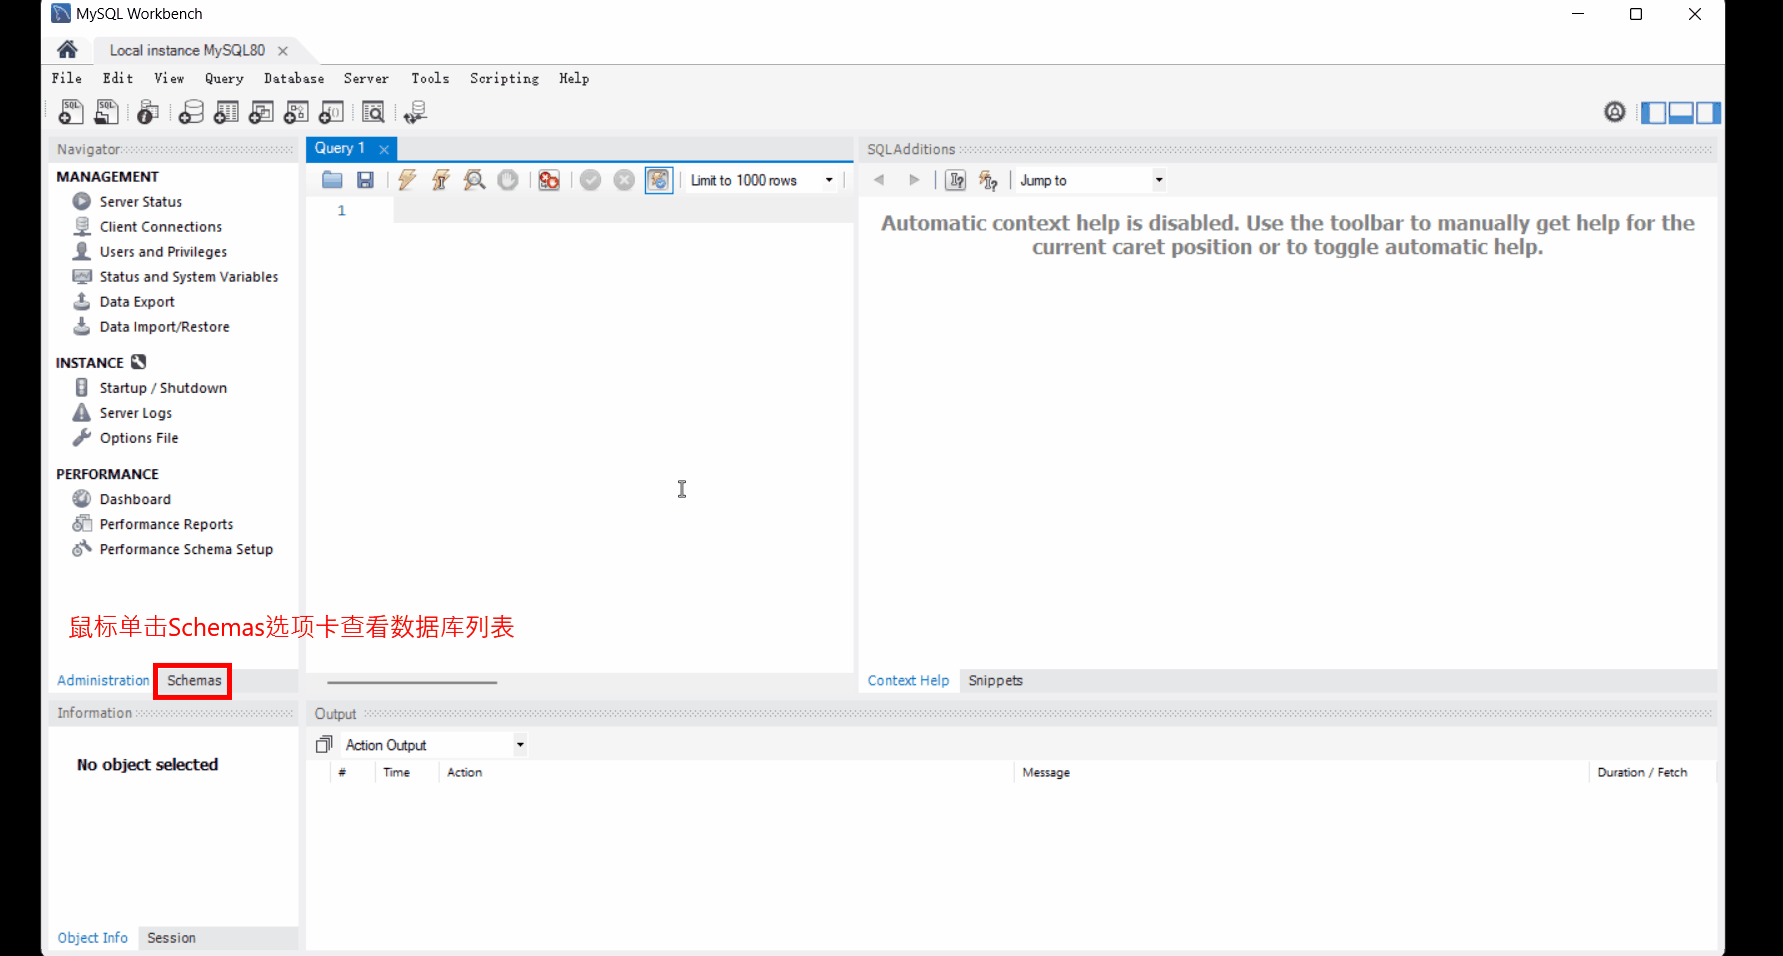 MySQL Workbench
Local instance MySQL80
File Edit View Query Database Server Tools Scripting Help
Navigator
MANAGEMENT
Server Status
Client Connections
Users and Privileges
Status and System Variables
Data Export
Data Import/Restore
INSTANCE
Startup / Shutdown
Server Logs
Options File
PERFORMANCE
Dashboard
Performance Reports
Performance Schema Setup
鼠标单击Schemas选项卡查看数据库列表
Administration Schemas
Query 1
Limit to 1000 rows
1
SQLAdditions
Jump to
Automatic context help is disabled. Use the toolbar to manually get help for the
current caret position or to toggle automatic help.
Context Help Snippets
Information
No object selected
Object Info Session
Output
Action Output
# Time Action Message Duration / Fetch